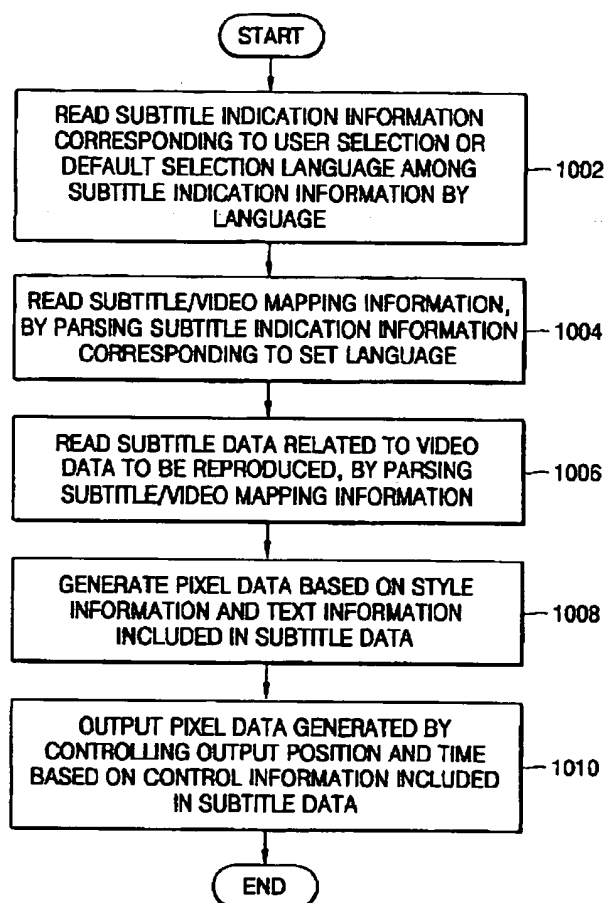 START
READ SUBTITLE INDICATION INFORMATION
CORRESPONDING TO USER SELECTION OR
DEFAULT SELECTION LANGUAGE AMONG
SUBTITLE INDICATION INFORMATION BY
LANGUAGE
1002
READ SUBTITLE/VIDEO MAPPING INFORMATION,
BY PARSING SUBTITLE INDICATION INFORMATION
CORRESPONDING TO SET LANGUAGE
1004
READ SUBTITLE DATA RELATED TO VIDEO
DATA TO BE REPRODUCED, BY PARSING
SUBTITLE/VIDEO MAPPING INFORMATION
1006
GENERATE PIXEL DATA BASED ON STYLE
INFORMATION AND TEXT INFORMATION
INCLUDED IN SUBTITLE DATA
1008
OUTPUT PIXEL DATA GENERATED BY
CONTROLLING OUTPUT POSITION AND TIME
BASED ON CONTROL INFORMATION INCLUDED
IN SUBTITLE DATA
1010
END